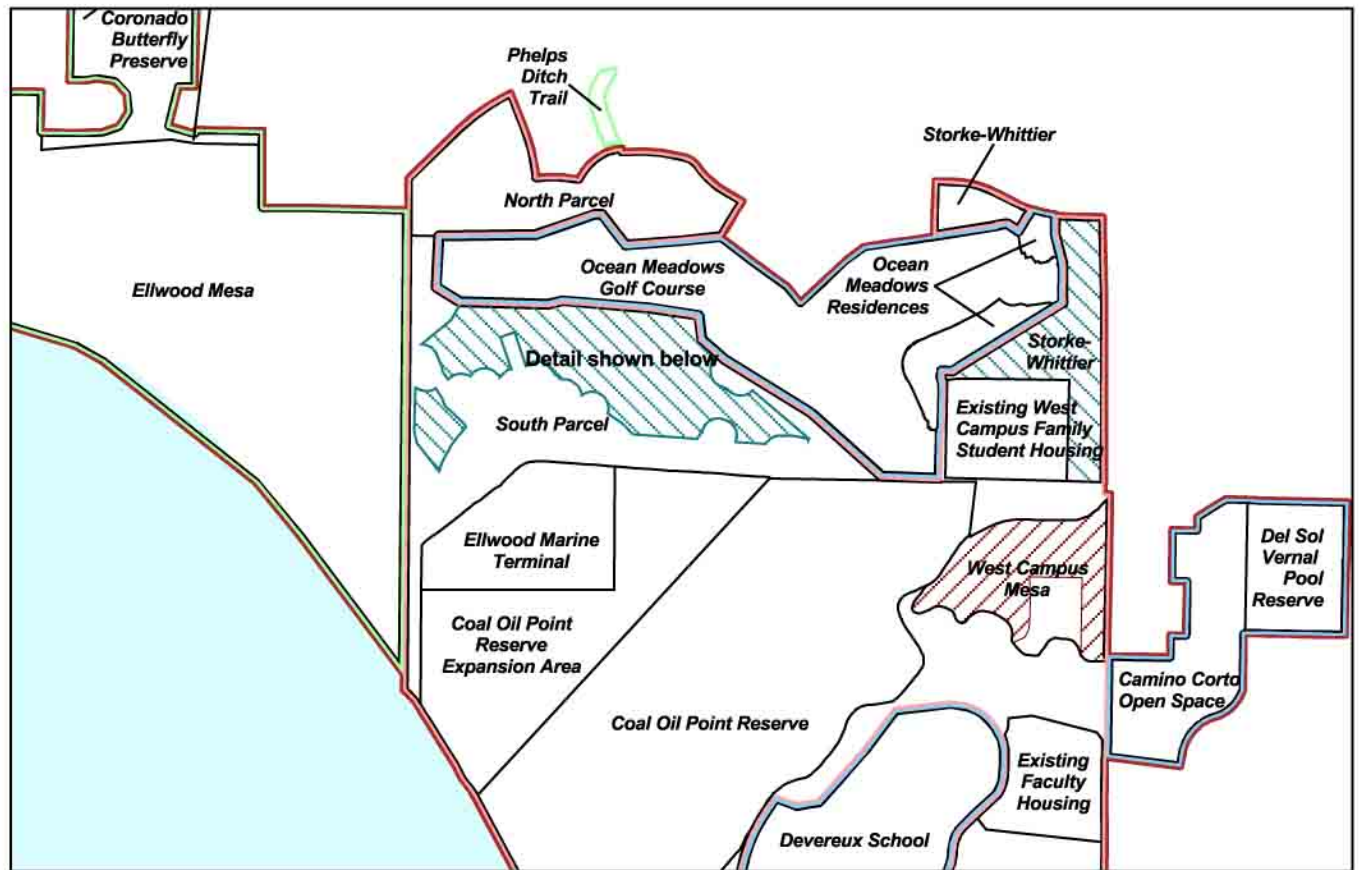 Coronado
Butterfly
Preserve
Phelps
Ditch
Trail
Storke-Whittier
North Parcel
Ellwood Mesa
Ocean Meadows
Golf Course
Ocean
Meadows
Residences
Storke-
Whittier
Detail shown below
South Parcel
Existing West
Campus Family
Student Housing
Ellwood Marine
Terminal
West Campus
Mesa
Del Sol
Vernal
Pool
Reserve
Coal Oil Point
Reserve
Expansion Area
Camino Corto
Open Space
Coal Oil Point Reserve
Existing
Faculty
Housing
Devereux School